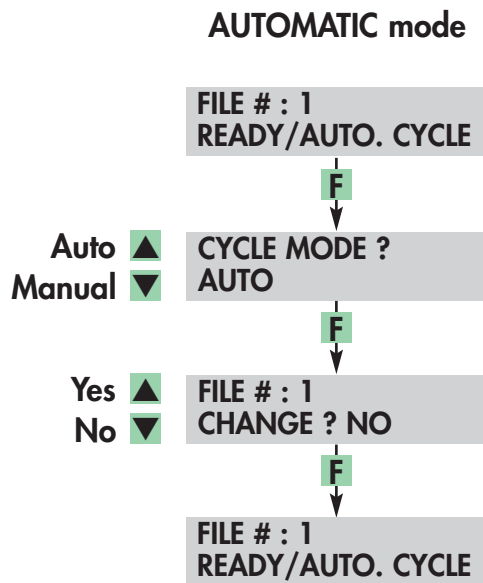 AUTOMATIC mode
FILE # : 1
READY/AUTO. CYCLE
F
Auto ▲
Manual ▼
CYCLE MODE ?
AUTO
F
Yes ▲
No ▼
FILE # : 1
CHANGE ? NO
F
FILE # : 1
READY/AUTO. CYCLE